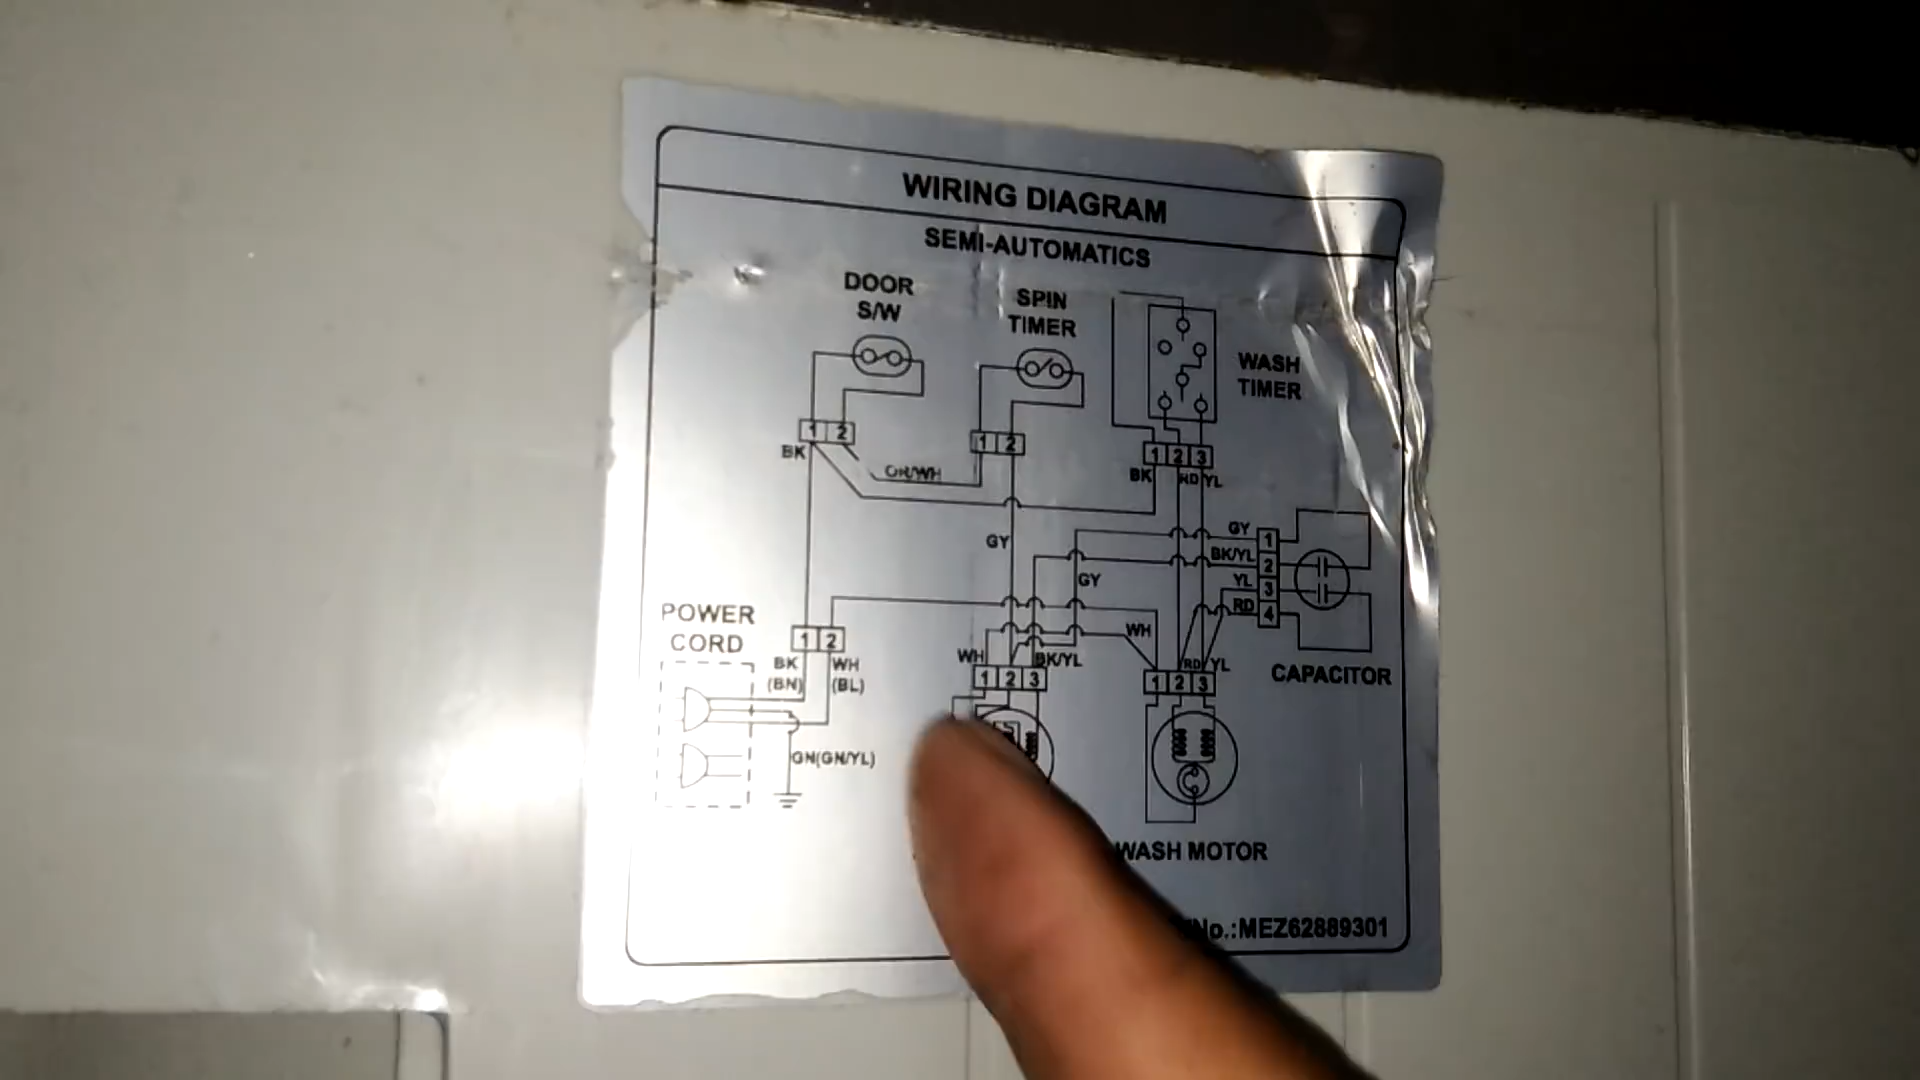 WIRING DIAGRAM
SEMI-AUTOMATICS
DOOR
S/W
SPIN
TIMER
WASH
TIMER
1 2
1 2
1 2 3
BK
OR/WH
BK
RD
YL
GY
GY
1
BK/YL
2
YL
3
RD
4
GY
POWER
CORD
1 2
BK
(BN)
WH
(BL)
WH
BK/YL
1 2 3
WH
RD
YL
1 2 3
CAPACITOR
GN(GN/YL)
WASH MOTOR
No.:MEZ62889301